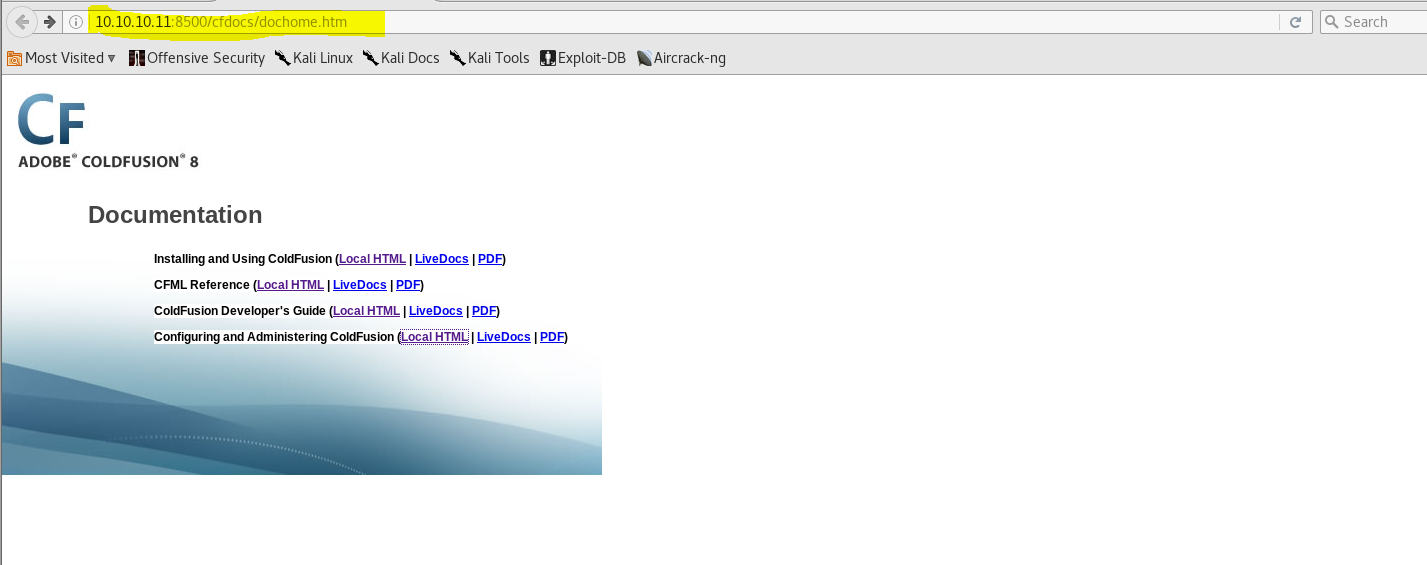 10.10.10.11:8500/cfdocs/dochome.htm
Search
Most Visited Offensive Security Kali Linux Kali Docs Kali Tools Exploit-DB Aircrack-ng
CF
ADOBE® COLDFUSION® 8
Documentation
Installing and Using ColdFusion (Local HTML | LiveDocs | PDF)
CFML Reference (Local HTML | LiveDocs | PDF)
ColdFusion Developer's Guide (Local HTML | LiveDocs | PDF)
Configuring and Administering ColdFusion (Local HTML | LiveDocs | PDF)